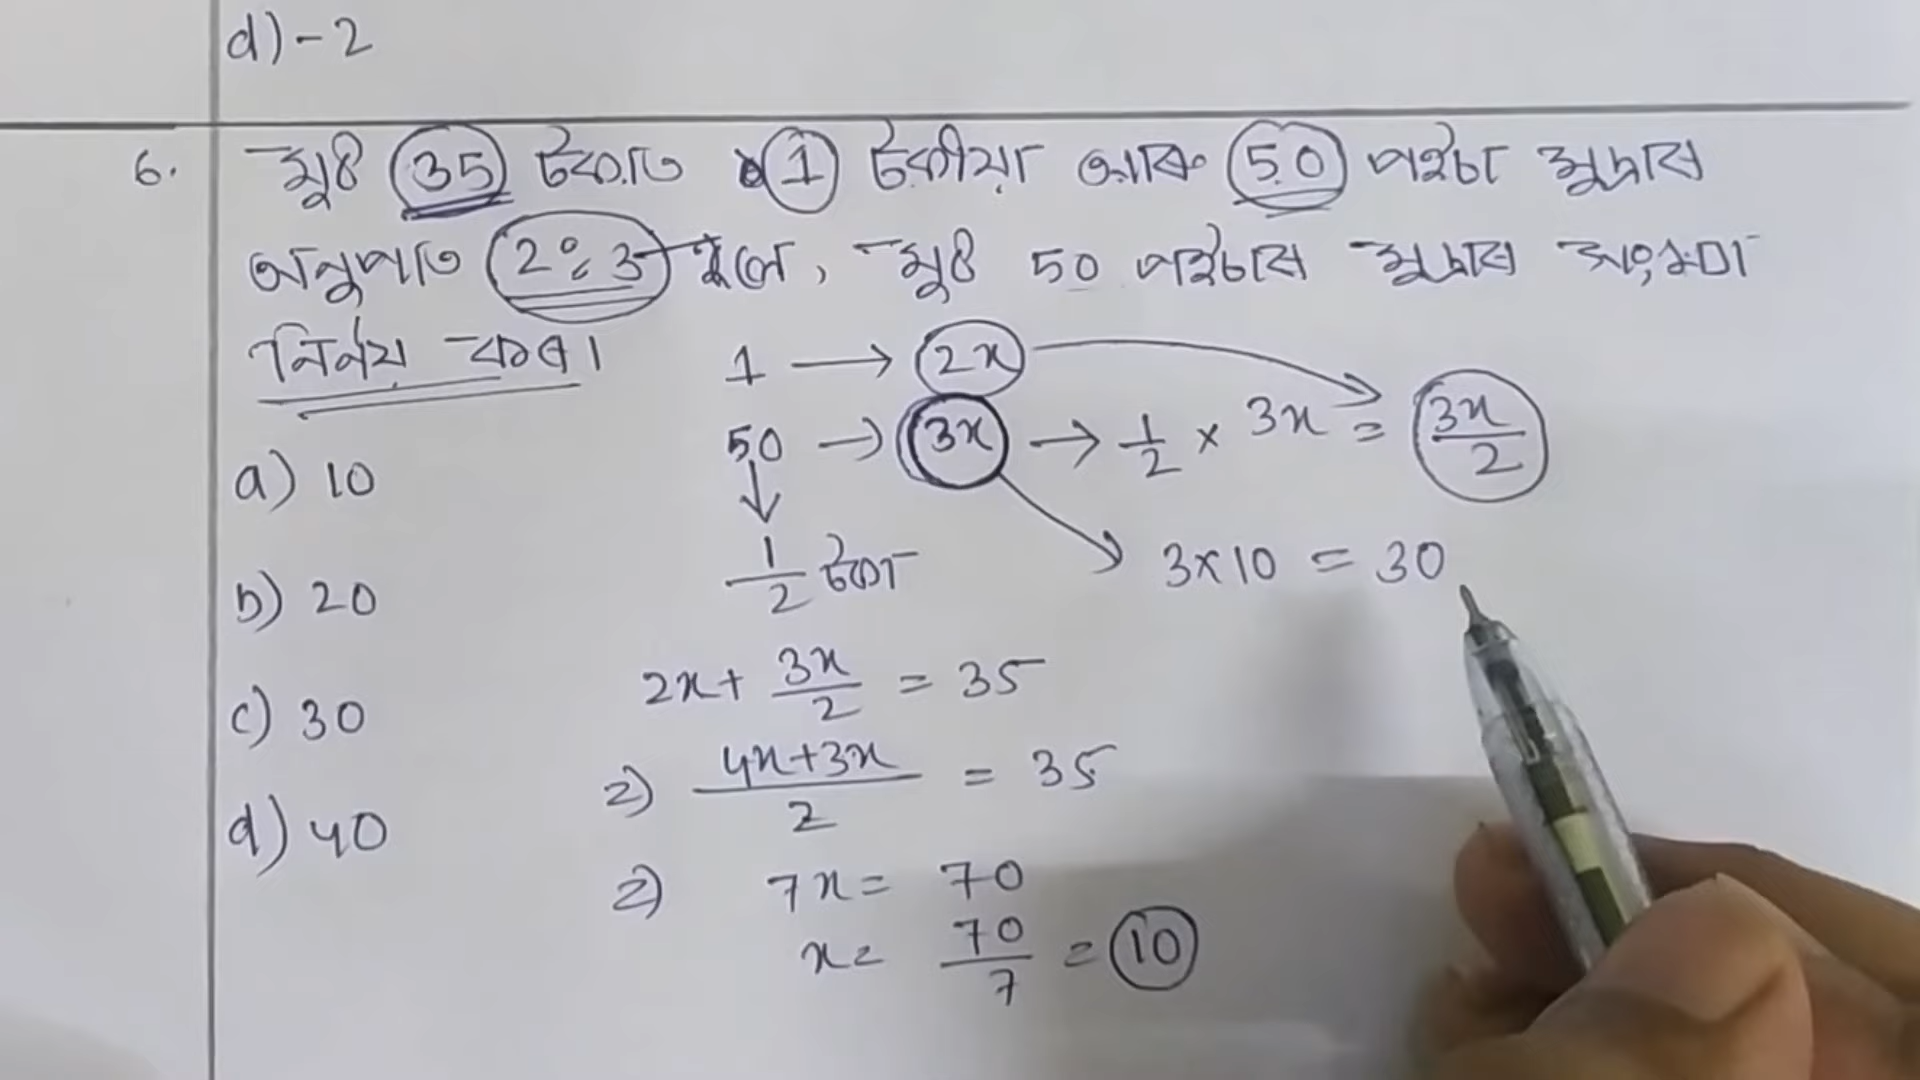 d) -2
6. মুঠ 35 টকাত 1 টকীয়া আৰু 50 পইচা মুদ্ৰাৰ
অনুপাত 2:3 হলে, মুঠ 50 পইচাৰ মুদ্ৰাৰ সংখ্যা
নিৰ্ণয় কৰা।
1 → 2x
50 → 3x → 1/2 × 3x = 3x/2
a) 10
1/2 টকা
3×10 = 30
b) 20
2x + 3x/2 = 35
c) 30
⇒ (4x+3x)/2 = 35
d) 40
⇒ 7x = 70
x = 70/7 = 10